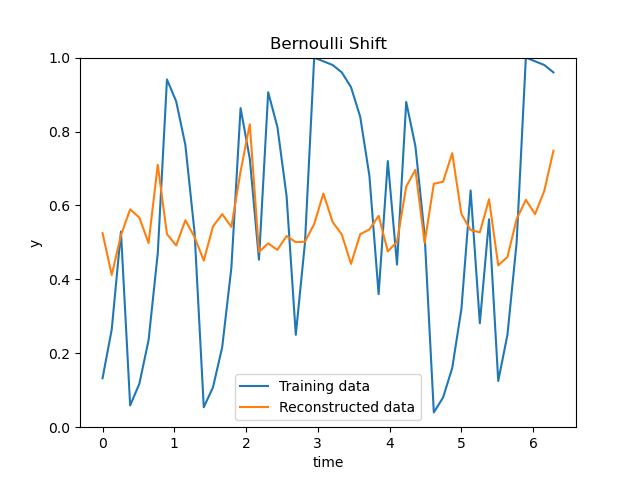 Bernoulli Shift
y
1.0
0.8
0.6
0.4
0.2
0.0
Training data
Reconstructed data
0 1 2 3 4 5 6
time